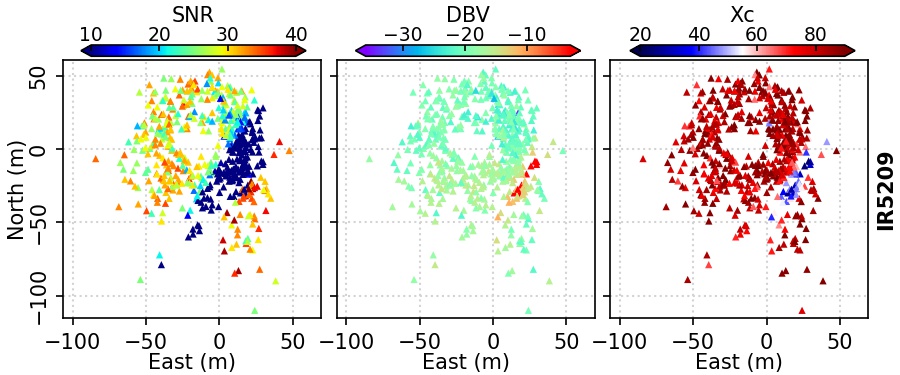 SNR DBV Xc
10 20 30 40 −30 −20 −10 20 40 60 80
50
0
−50
−100
North (m)
−100 −50 0 50 −100 −50 0 50 −100 −50 0 50
East (m) East (m) East (m)
IR5209